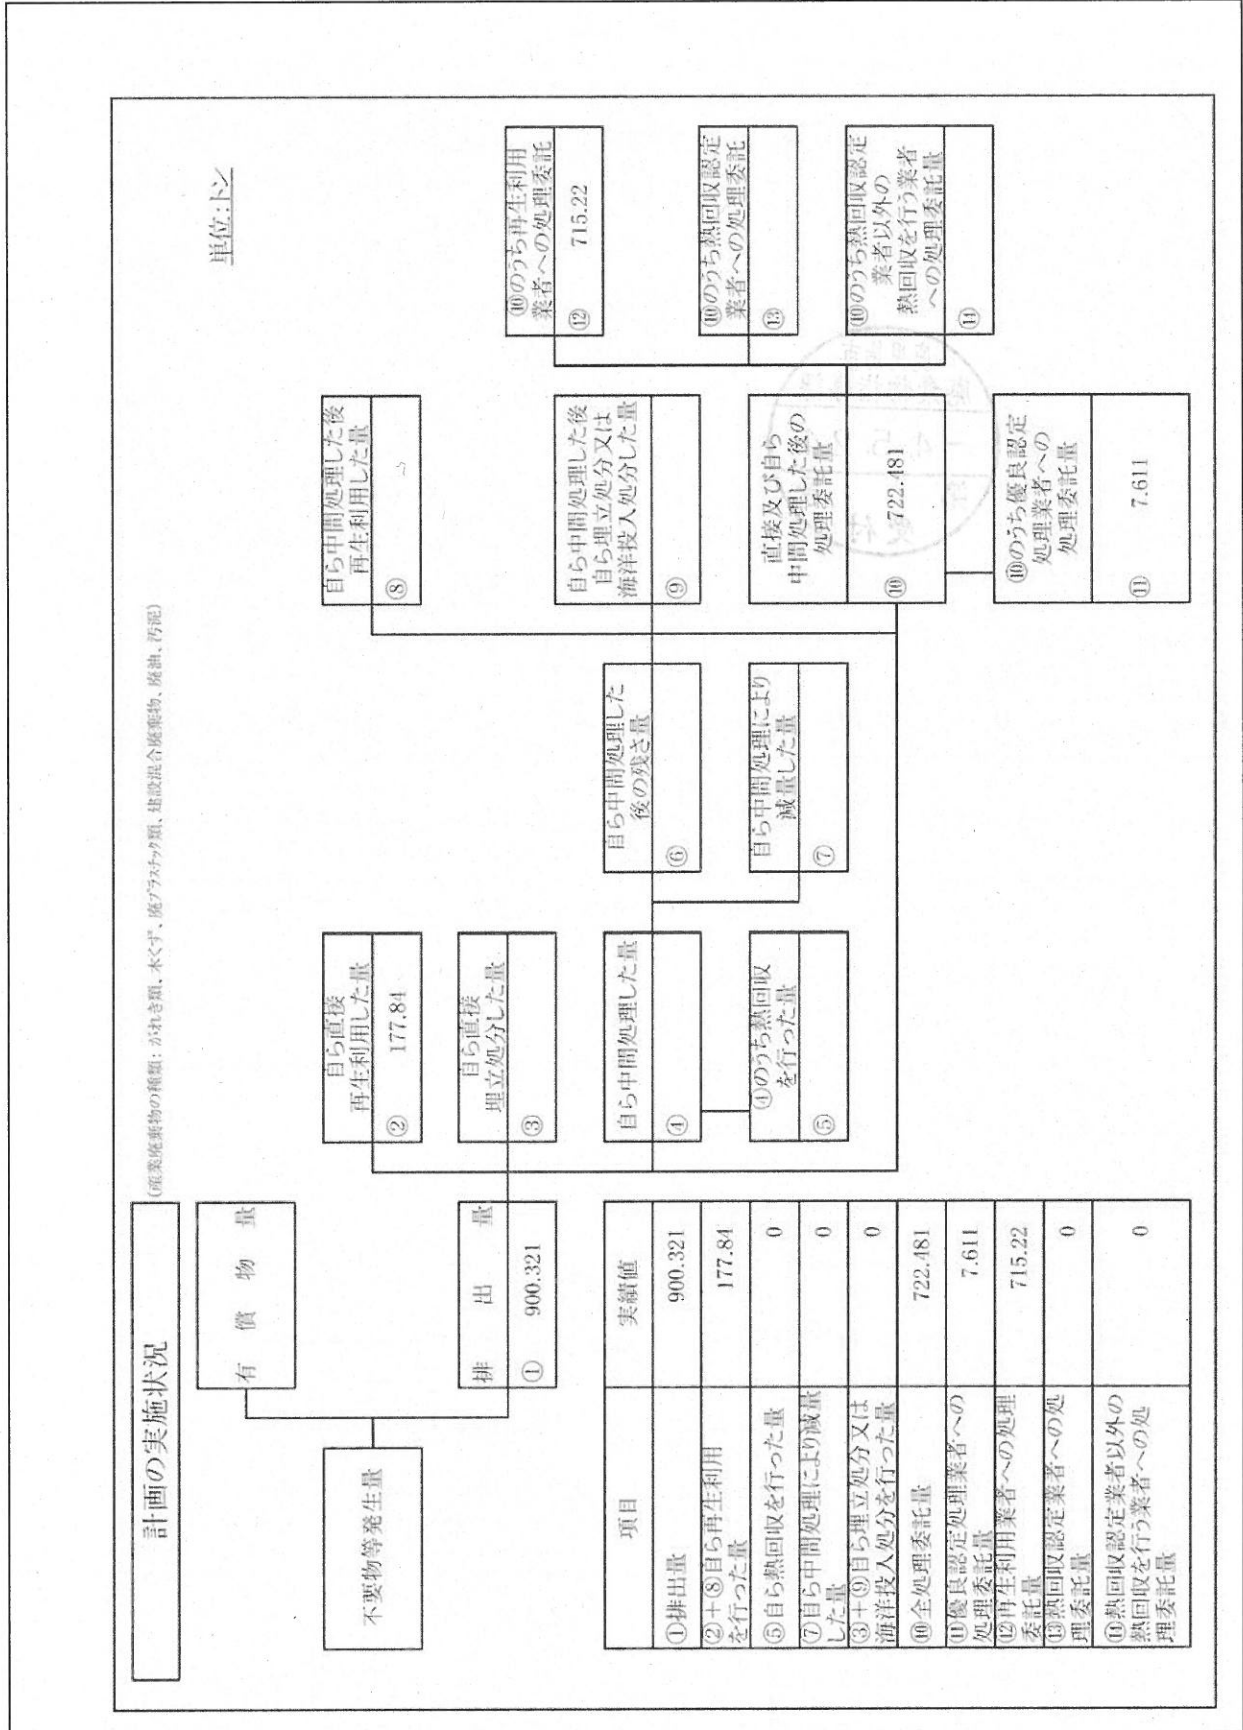 計画の実施状況
(産業廃棄物の種類：がれき類、木くず、廃プラスチック類、建設混合廃棄物、廃油、汚泥)
単位:トン
不要物等発生量
有償物量
排出量
① 900.321
自ら直接
再生利用した量
② 177.84
自ら直接
埋立処分した量
③
自ら中間処理した量
④
④のうち熱回収
を行った量
⑤
自ら中間処理した
後の残さ量
⑥
自ら中間処理により
減量した量
⑦
自ら中間処理した後
再生利用した量
⑧
自ら中間処理した後
自ら埋立処分又は
海洋投入処分した量
⑨
直接及び自ら
中間処理した後の
処理委託量
⑩ 722.481
⑩のうち優良認定
処理業者への
処理委託量
⑪ 7.611
⑩のうち再生利用
業者への処理委託
⑫ 715.22
⑩のうち熱回収認定
業者への処理委託
⑬
⑩のうち熱回収認定
業者以外の
熱回収を行う業者
への処理委託量
⑭
項目 実績値
①排出量 900.321
②+⑧自ら再生利用
を行った量 177.84
⑤自ら熱回収を行った量 0
⑦自ら中間処理により減量
した量 0
③+⑨自ら埋立処分又は
海洋投入処分を行った量 0
⑩全処理委託量 722.481
⑪優良認定処理業者への
処理委託量 7.611
⑫再生利用業者への処理
委託量 715.22
⑬熱回収認定業者への処
理委託量 0
⑭熱回収認定業者以外の
熱回収を行う業者への処
理委託量 0